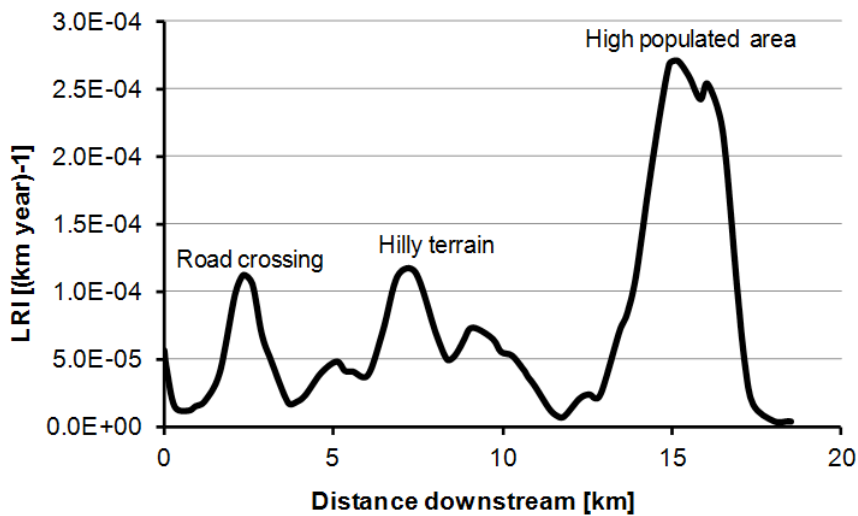 3.0E-04
High populated area
2.5E-04
2.0E-04
1.5E-04
Road crossing
Hilly terrain
1.0E-04
5.0E-05
0.0E+00
LRI [(km year)-1]
0 5 10 15 20
Distance downstream [km]